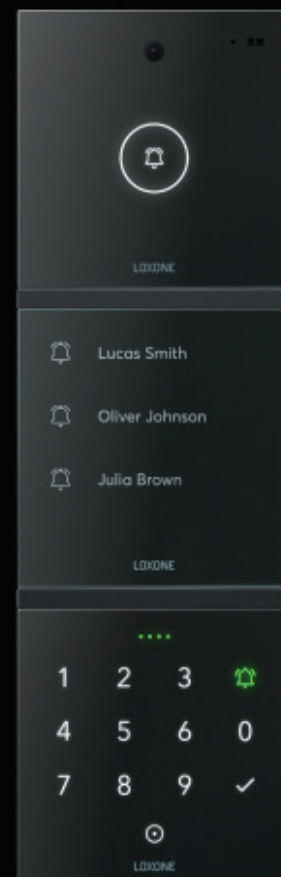 LOXONE
Lucas Smith
Oliver Johnson
Julia Brown
LOXONE
1 2 3
4 5 6 0
7 8 9
LOXONE